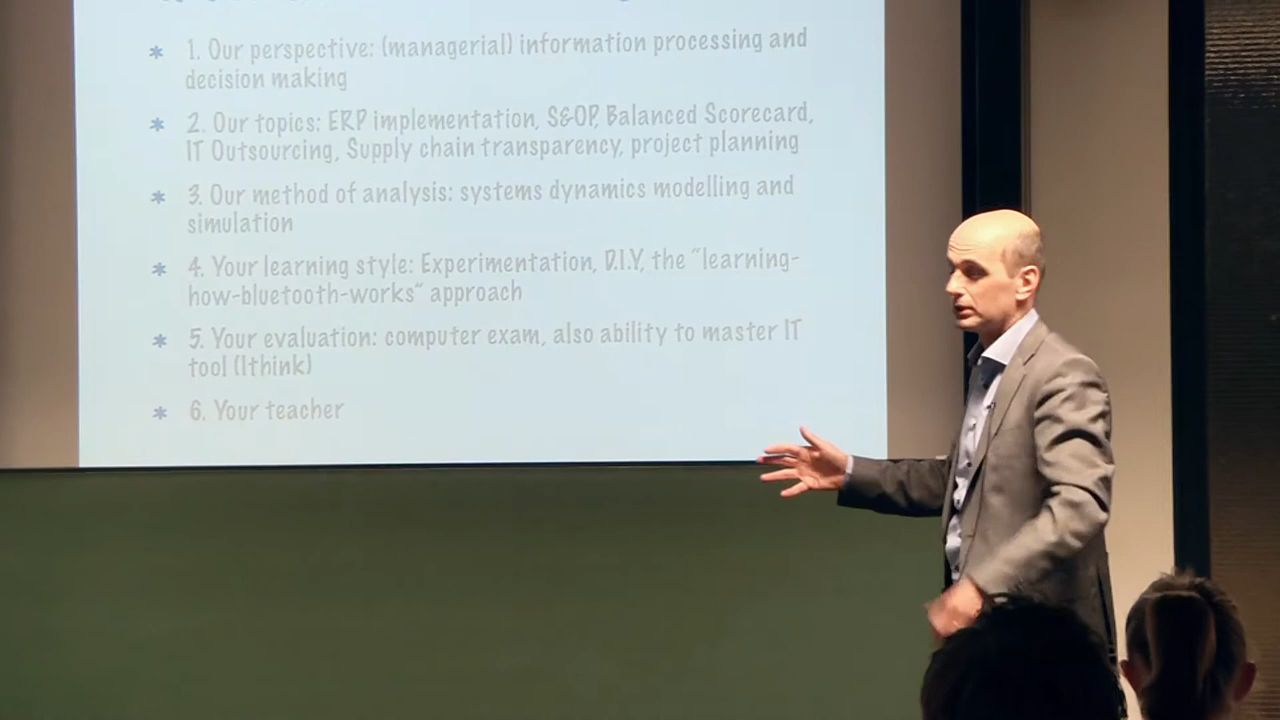 * 1. Our perspective: (managerial) information processing and
decision making
* 2. Our topics: ERP implementation, S&OP, Balanced Scorecard,
IT Outsourcing, Supply chain transparency, project planning
* 3. Our method of analysis: systems dynamics modelling and
simulation
* 4. Your learning style: Experimentation, D.I.Y, the "learning-
how-bluetooth-works" approach
* 5. Your evaluation: computer exam, also ability to master IT
tool (Ithink)
* 6. Your teacher